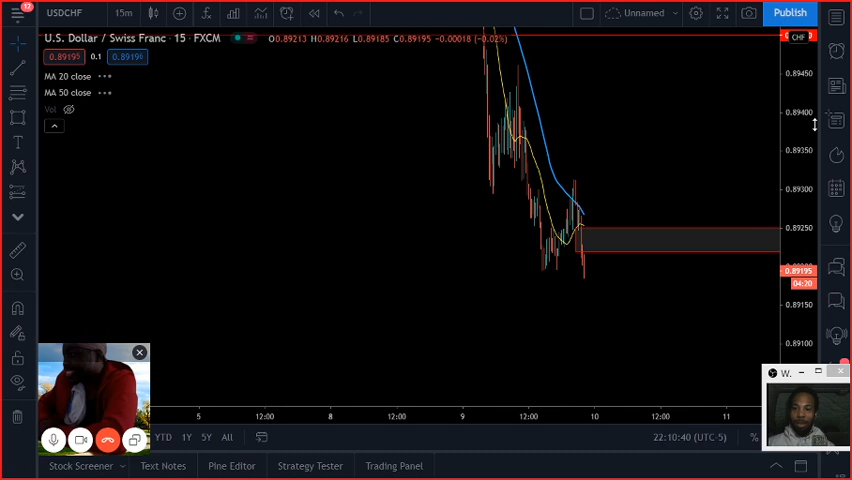 17
USDCHF
15m
Unnamed
Publish
U.S. Dollar / Swiss Franc · 15 · FXCM
O0.89213 H0.89216 L0.89185 C0.89195 -0.00018 (-0.02%)
CHF
0.89195
0.1
0.89196
MA 20 close
MA 50 close
Vol
0.89450
0.89400
0.89350
0.89300
0.89250
0.89195
04:20
0.89150
0.89100
W.
5
12:00
8
12:00
9
12:00
10
12:00
11
YTD
1Y
5Y
All
22:10:40 (UTC-5)
%
Stock Screener
Text Notes
Pine Editor
Strategy Tester
Trading Panel